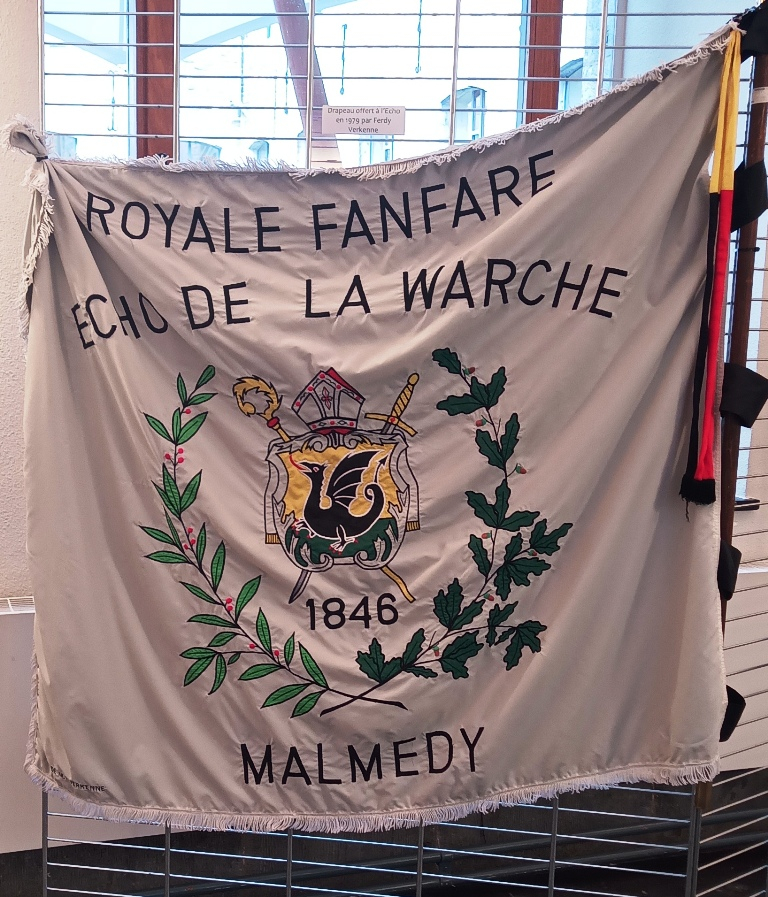 Drapeau offert à l'Echo
en 1979 par Ferdy
Verkenne
ROYALE FANFARE
ECHO DE LA WARCHE
1846
MALMEDY